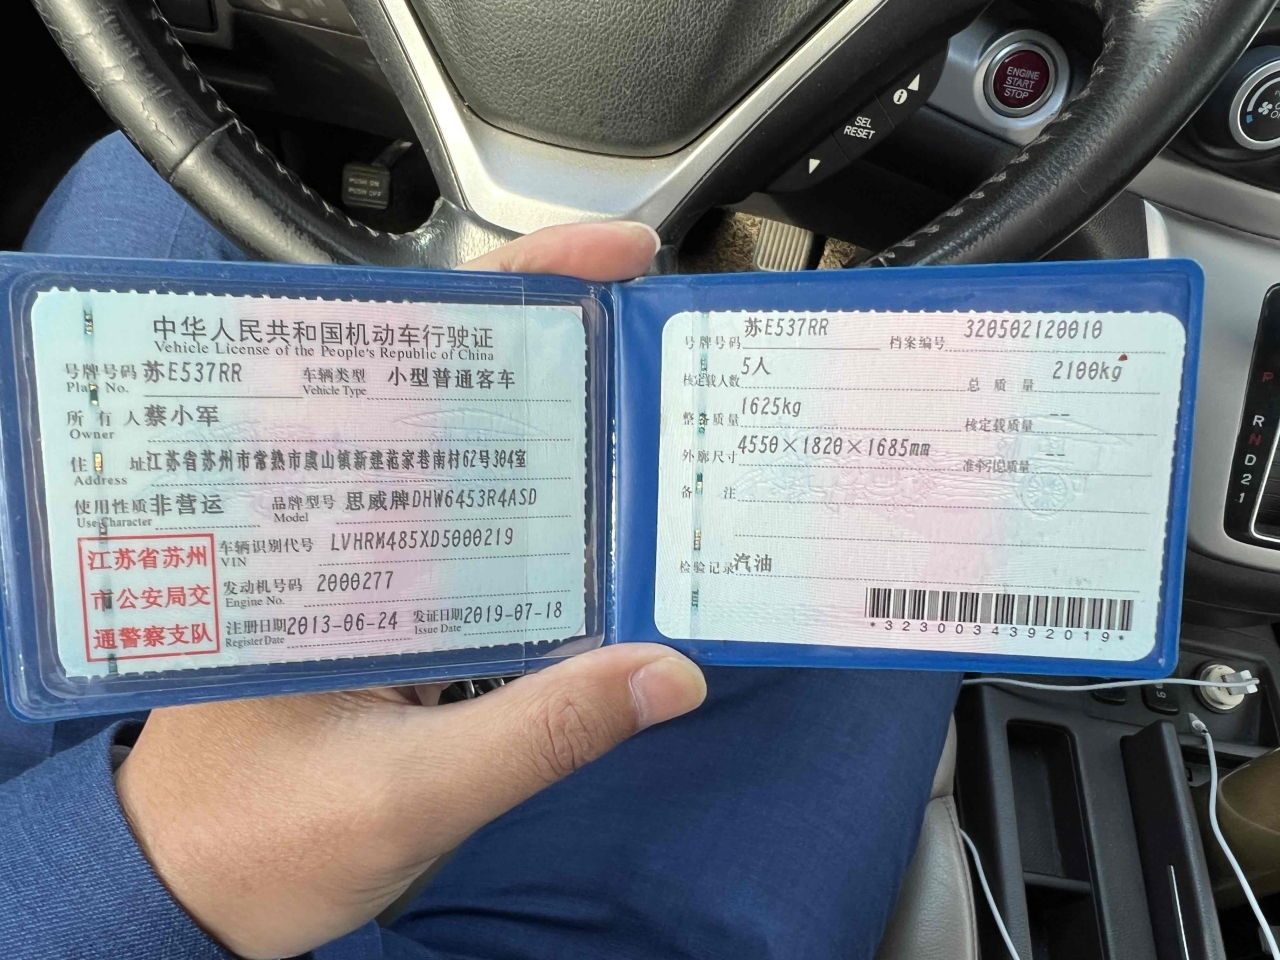 ENGINE
START
STOP
SEL
RESET
PUSH ON
PUSH OFF
中华人民共和国机动车行驶证
Vehicle License of the People's Republic of China
号牌号码 苏E537RR 车辆类型 小型普通客车
Plate No. Vehicle Type
所有人 蔡小军
Owner
住址 江苏省苏州市常熟市虞山镇新建范家巷南村62号304室
Address
使用性质 非营运 品牌型号 思威牌DHW6453R4ASD
Use Character Model
江苏省苏州
市公安局交
通警察支队
车辆识别代号 LVHRM485XD5000219
VIN
发动机号码 2000277
Engine No.
注册日期 2013-06-24 发证日期 2019-07-18
Register Date Issue Date
号牌号码 苏E537RR 档案编号 320502120010
核定载人数 5人 总质量 2100kg
整备质量 1625kg 核定载质量 --
外廓尺寸 4550×1820×1685mm 准牵引总质量 --
备注
检验记录 汽油
*3230034392019*
P
R
N
D
2
1